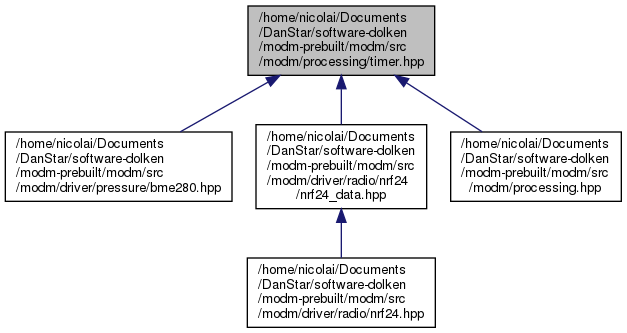 /home/nicolai/Documents
/DanStar/software-dolken
/modm-prebuilt/modm/src
/modm/processing/timer.hpp
/home/nicolai/Documents
/DanStar/software-dolken
/modm-prebuilt/modm/src
/modm/driver/pressure/bme280.hpp
/home/nicolai/Documents
/DanStar/software-dolken
/modm-prebuilt/modm/src
/modm/driver/radio/nrf24
/nrf24_data.hpp
/home/nicolai/Documents
/DanStar/software-dolken
/modm-prebuilt/modm/src
/modm/processing.hpp
/home/nicolai/Documents
/DanStar/software-dolken
/modm-prebuilt/modm/src
/modm/driver/radio/nrf24.hpp